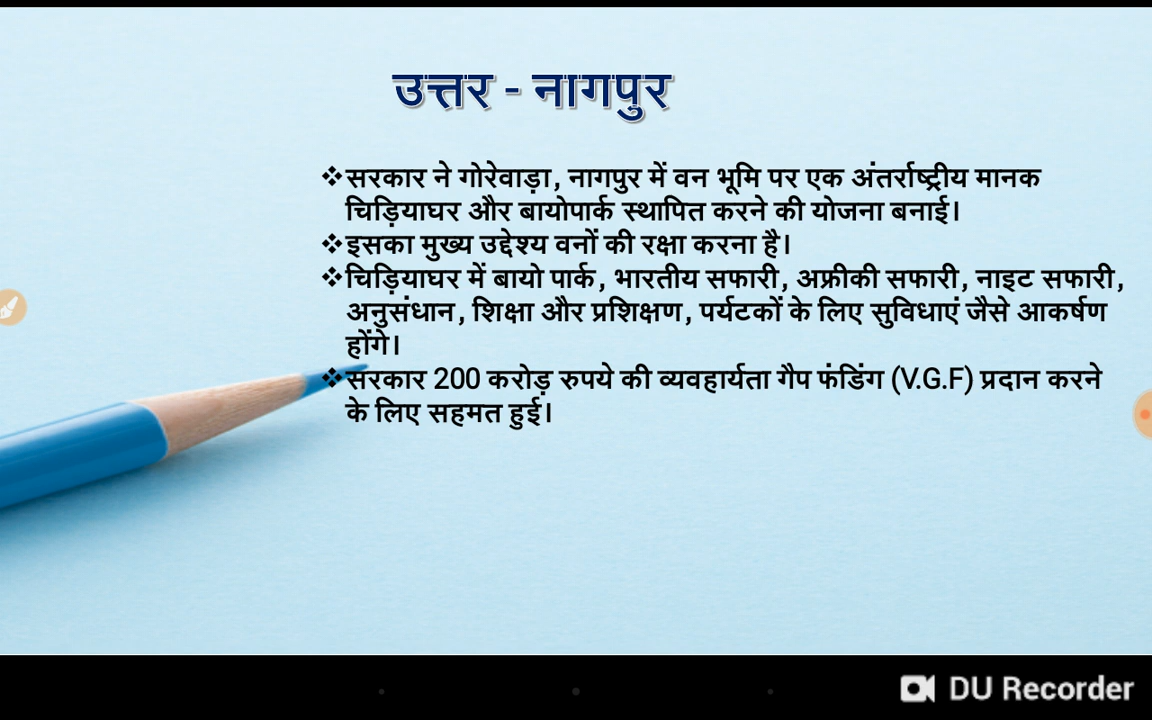 उत्तर - नागपुर
❖सरकार ने गोरेवाड़ा, नागपुर में वन भूमि पर एक अंतर्राष्ट्रीय मानक
चिड़ियाघर और बायोपार्क स्थापित करने की योजना बनाई।
❖इसका मुख्य उद्देश्य वनों की रक्षा करना है।
❖चिड़ियाघर में बायो पार्क, भारतीय सफारी, अफ्रीकी सफारी, नाइट सफारी,
अनुसंधान, शिक्षा और प्रशिक्षण, पर्यटकों के लिए सुविधाएं जैसे आकर्षण
होंगे।
❖सरकार 200 करोड़ रुपये की व्यवहार्यता गैप फंडिंग (V.G.F) प्रदान करने
के लिए सहमत हुई।
DU Recorder